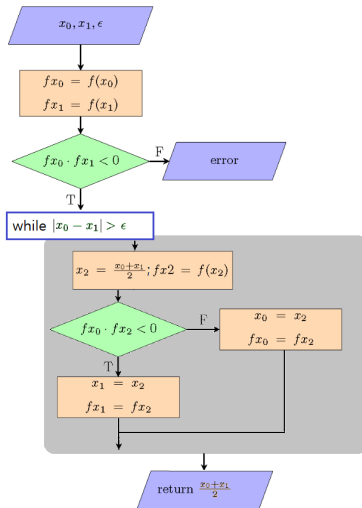 x₀, x₁, ϵ
fx₀ = f(x₀)
fx₁ = f(x₁)
fx₀ · fx₁ < 0
F
error
T
while |x₀ − x₁| > ϵ
x₂ = (x₀+x₁)/2 ; fx2 = f(x₂)
fx₀ · fx₂ < 0
F
x₀ = x₂
fx₀ = fx₂
T
x₁ = x₂
fx₁ = fx₂
return (x₀+x₁)/2